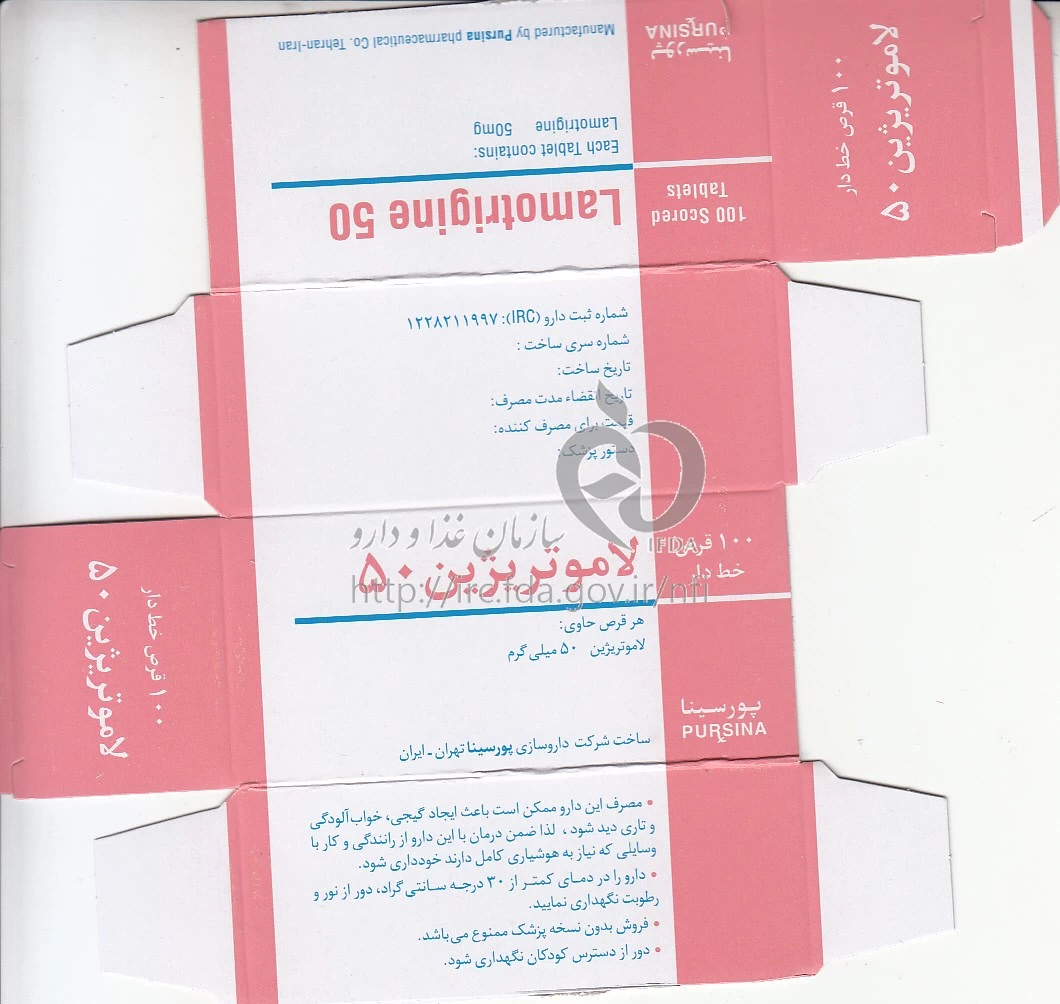 Lamotrigine 50
Each Tablet contains:
Lamotrigine 50mg
Manufactured by Pursina pharmaceutical Co. Tehran-Iran
100 Scored
Tablets
پورسینا
PURSINA
لاموتریژین ۵۰
۱۰۰ قرص خط دار
شماره ثبت دارو (IRC): ۱۲۲۸۲۱۱۹۹۷
شماره سری ساخت :
تاریخ ساخت:
تاریخ انقضاء مدت مصرف:
قیمت برای مصرف کننده:
دستور پزشک:
سازمان غذا و دارو
IFDA
http://irc.fda.gov.ir/nfi
۱۰۰ قرص
خط دار
لاموتریژین ۵۰
هر قرص حاوی:
لاموتریژین ۵۰ میلی گرم
پورسینا
PURSINA
ساخت شرکت داروسازی پورسینا تهران - ایران
لاموتریژین ۵۰
۱۰۰ قرص خط دار
• مصرف این دارو ممکن است باعث ایجاد گیجی، خواب‌آلودگی
و تاری دید شود ، لذا ضمن درمان با این دارو از رانندگی و کار با
وسایلی که نیاز به هوشیاری کامل دارند خودداری شود.
• دارو را در دمای کمتر از ۳۰ درجه سانتی گراد، دور از نور و
رطوبت نگهداری نمایید.
• فروش بدون نسخه پزشک ممنوع می‌باشد.
• دور از دسترس کودکان نگهداری شود.